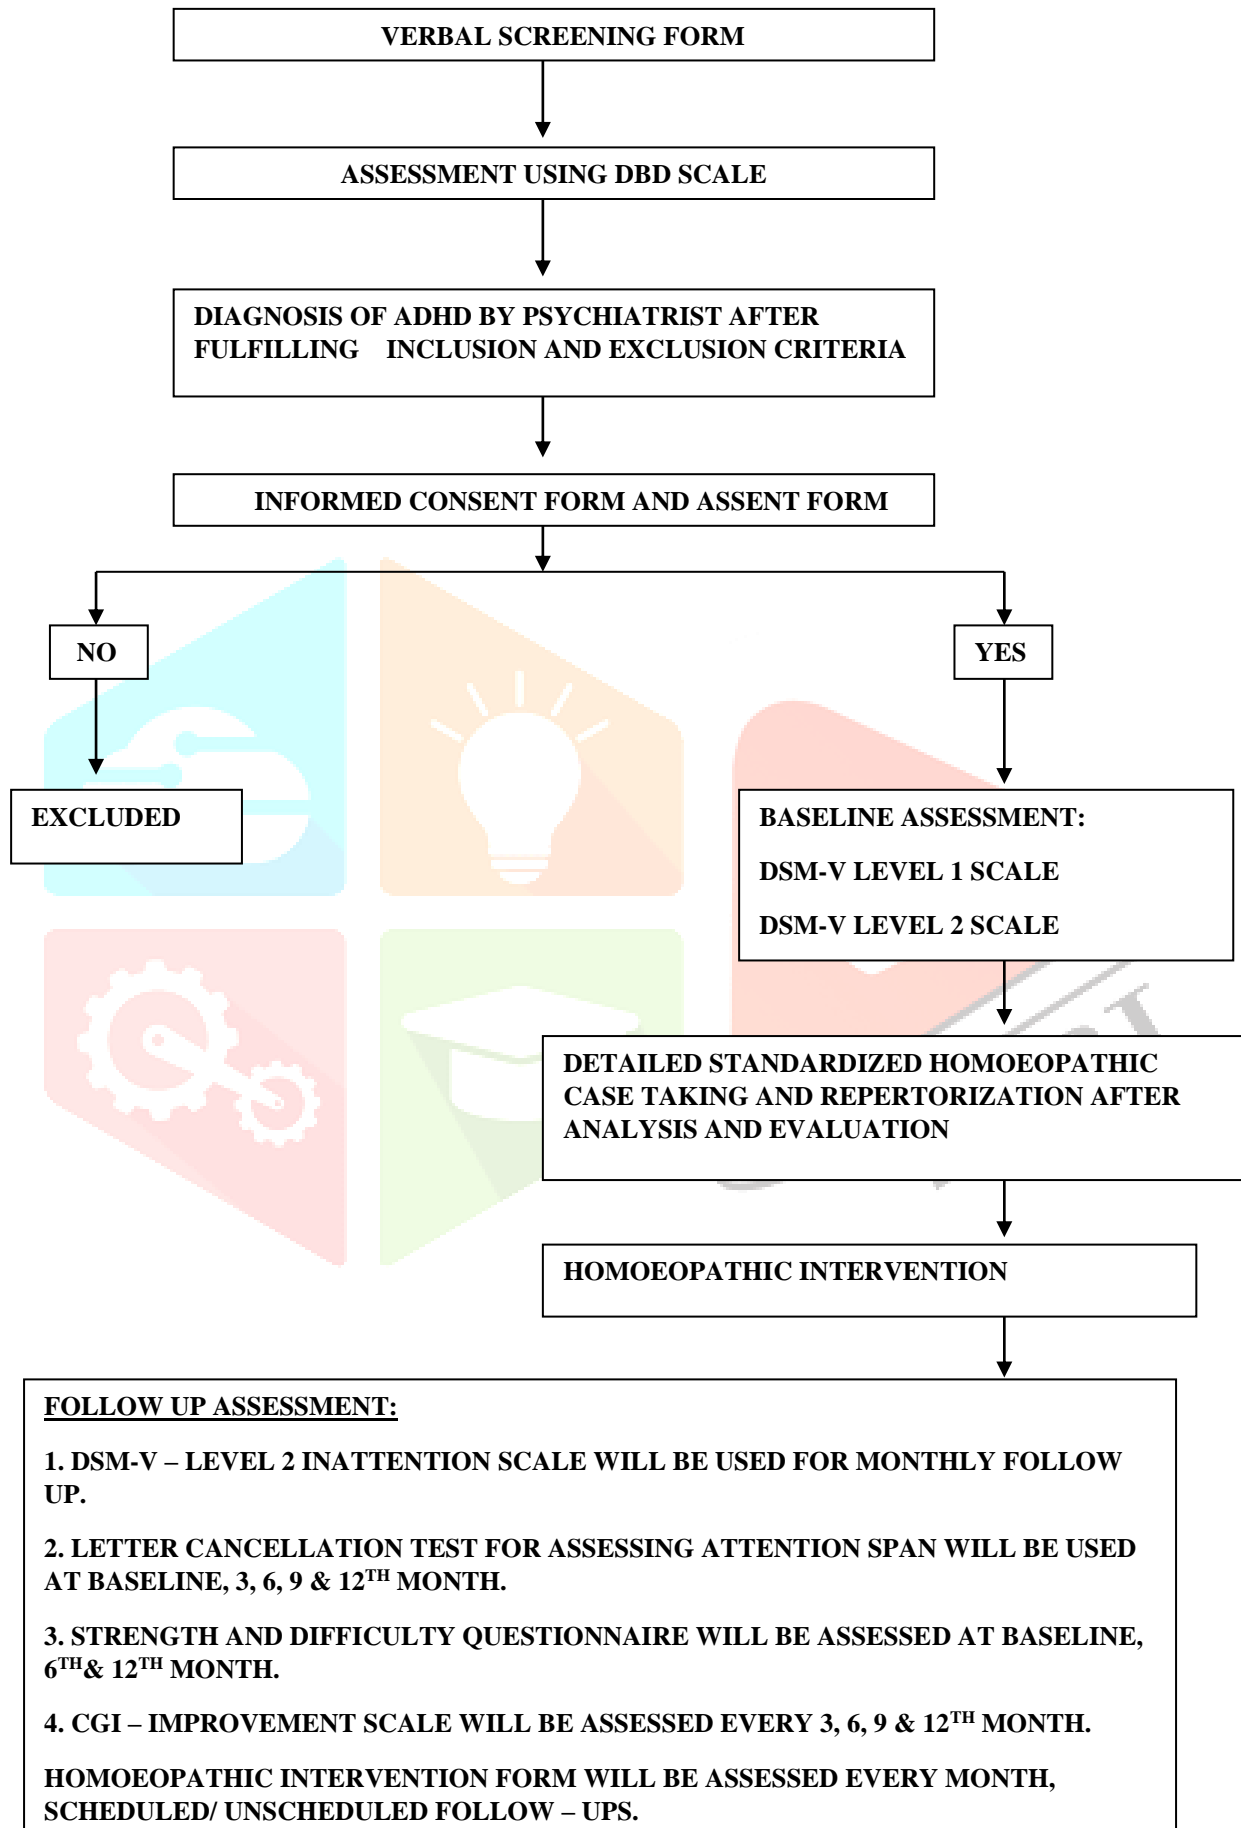 VERBAL SCREENING FORM
ASSESSMENT USING DBD SCALE
DIAGNOSIS OF ADHD BY PSYCHIATRIST AFTER
FULFILLING INCLUSION AND EXCLUSION CRITERIA
INFORMED CONSENT FORM AND ASSENT FORM
NO
YES
EXCLUDED
BASELINE ASSESSMENT:
DSM-V LEVEL 1 SCALE
DSM-V LEVEL 2 SCALE
DETAILED STANDARDIZED HOMOEOPATHIC
CASE TAKING AND REPERTORIZATION AFTER
ANALYSIS AND EVALUATION
HOMOEOPATHIC INTERVENTION
FOLLOW UP ASSESSMENT:
1. DSM-V – LEVEL 2 INATTENTION SCALE WILL BE USED FOR MONTHLY FOLLOW
UP.
2. LETTER CANCELLATION TEST FOR ASSESSING ATTENTION SPAN WILL BE USED
AT BASELINE, 3, 6, 9 & 12TH MONTH.
3. STRENGTH AND DIFFICULTY QUESTIONNAIRE WILL BE ASSESSED AT BASELINE,
6TH& 12TH MONTH.
4. CGI – IMPROVEMENT SCALE WILL BE ASSESSED EVERY 3, 6, 9 & 12TH MONTH.
HOMOEOPATHIC INTERVENTION FORM WILL BE ASSESSED EVERY MONTH,
SCHEDULED/ UNSCHEDULED FOLLOW – UPS.